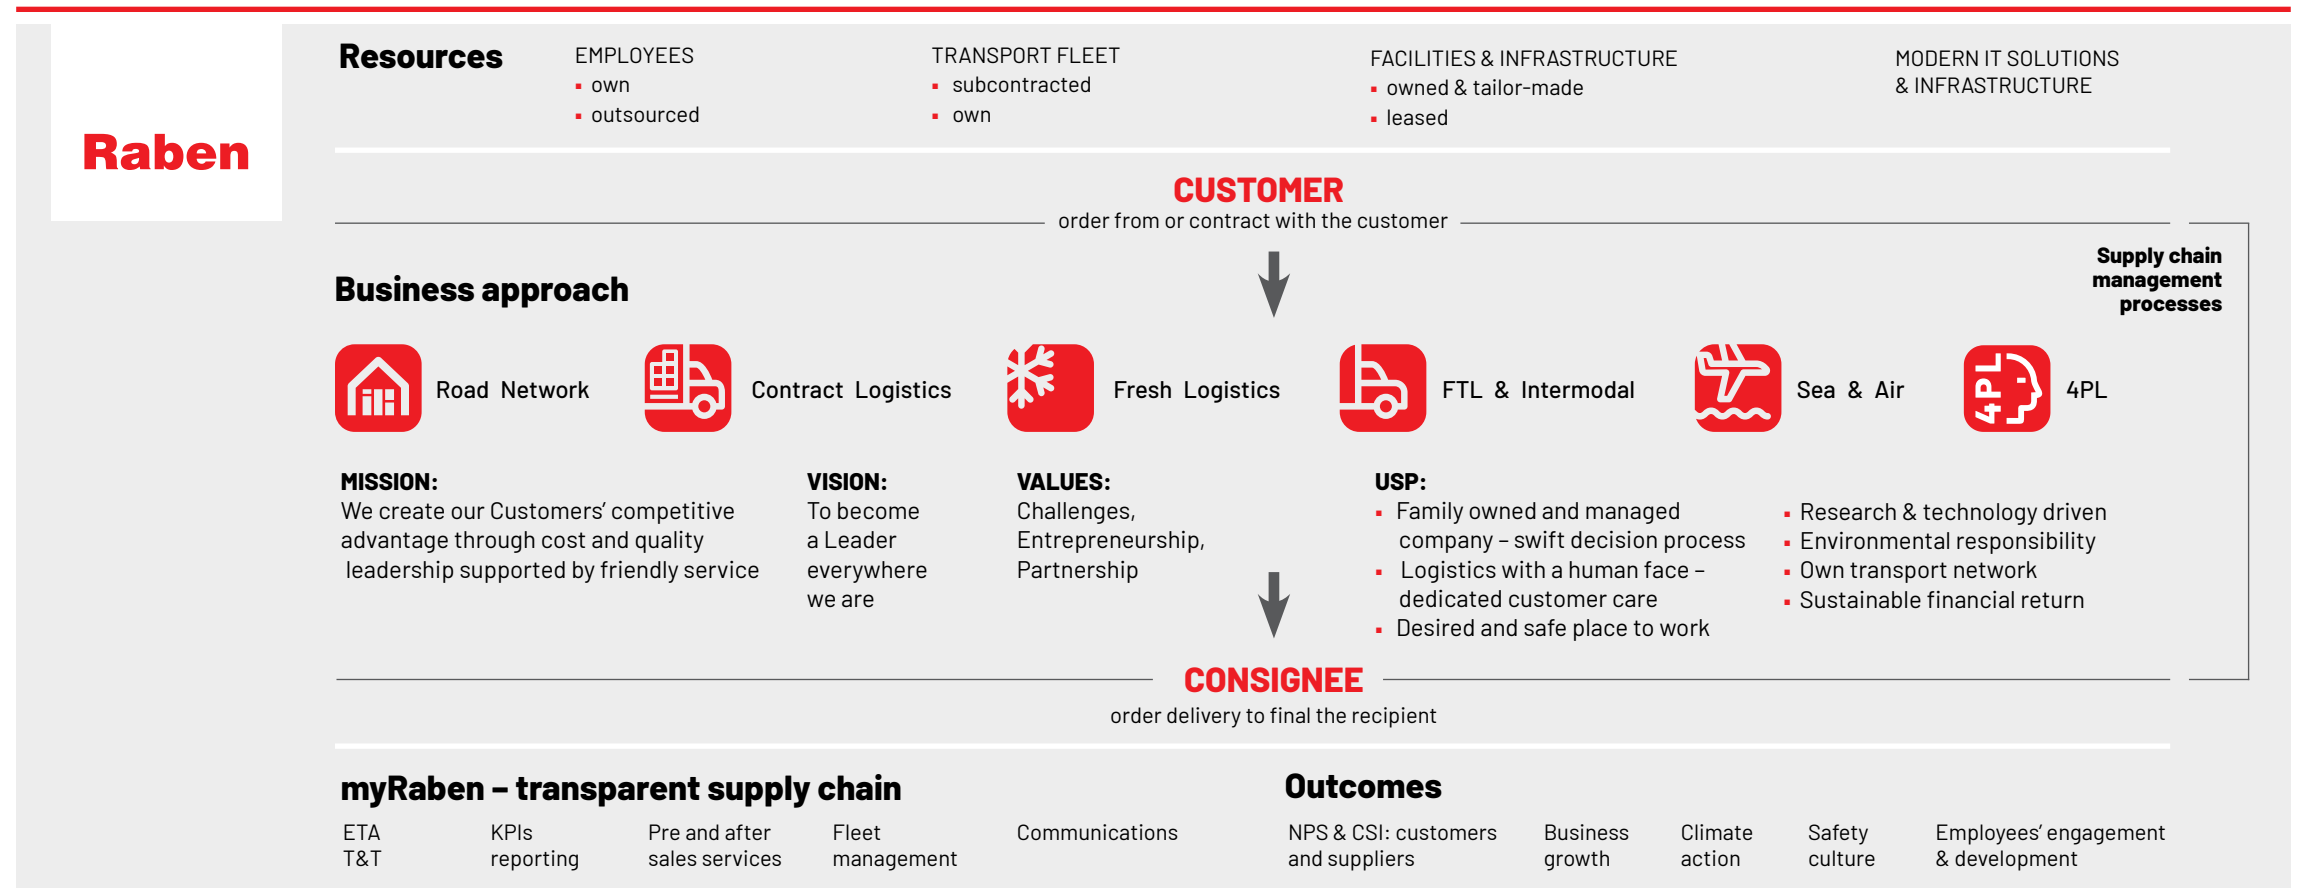 Raben
Resources
EMPLOYEES
▪ own
▪ outsourced
TRANSPORT FLEET
▪ subcontracted
▪ own
FACILITIES & INFRASTRUCTURE
▪ owned & tailor-made
▪ leased
MODERN IT SOLUTIONS
& INFRASTRUCTURE
CUSTOMER
order from or contract with the customer
Supply chain
management
processes
Business approach
Road Network
Contract Logistics
Fresh Logistics
FTL & Intermodal
Sea & Air
4PL
4PL
MISSION:
We create our Customers’ competitive
advantage through cost and quality
leadership supported by friendly service
VISION:
To become
a Leader
everywhere
we are
VALUES:
Challenges,
Entrepreneurship,
Partnership
USP:
▪ Family owned and managed
company – swift decision process
▪ Logistics with a human face –
dedicated customer care
▪ Desired and safe place to work
▪ Research & technology driven
▪ Environmental responsibility
▪ Own transport network
▪ Sustainable financial return
CONSIGNEE
order delivery to final the recipient
myRaben – transparent supply chain
ETA
T&T
KPIs
reporting
Pre and after
sales services
Fleet
management
Communications
Outcomes
NPS & CSI: customers
and suppliers
Business
growth
Climate
action
Safety
culture
Employees’ engagement
& development